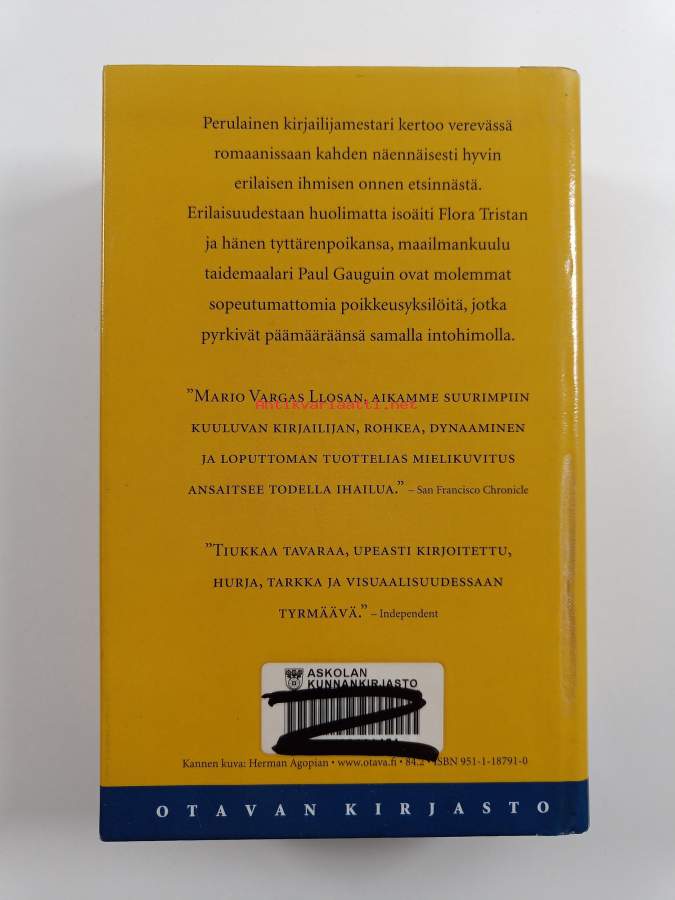 Perulainen kirjailijamestari kertoo verevässä
romaanissaan kahden näennäisesti hyvin
erilaisen ihmisen onnen etsinnästä.
Erilaisuudestaan huolimatta isoäiti Flora Tristan
ja hänen tyttärenpoikansa, maailmankuulu
taidemaalari Paul Gauguin ovat molemmat
sopeutumattomia poikkeusyksilöitä, jotka
pyrkivät päämääräänsä samalla intohimolla.
”Mario Vargas Llosan, aikamme suurimpiin
Antikvariaatti.net
kuuluvan kirjailijan, rohkea, dynaaminen
ja loputtoman tuottelias mielikuvitus
ansaitsee todella ihailua.” – San Francisco Chronicle
”Tiukkaa tavaraa, upeasti kirjoitettu,
hurja, tarkka ja visuaalisuudessaan
tyrmäävä.” – Independent
ASKOLAN
KUNNANKIRJASTO
Kannen kuva: Herman Agopian • www.otava.fi • 84.2 • ISBN 951-1-18791-0
OTAVAN KIRJASTO